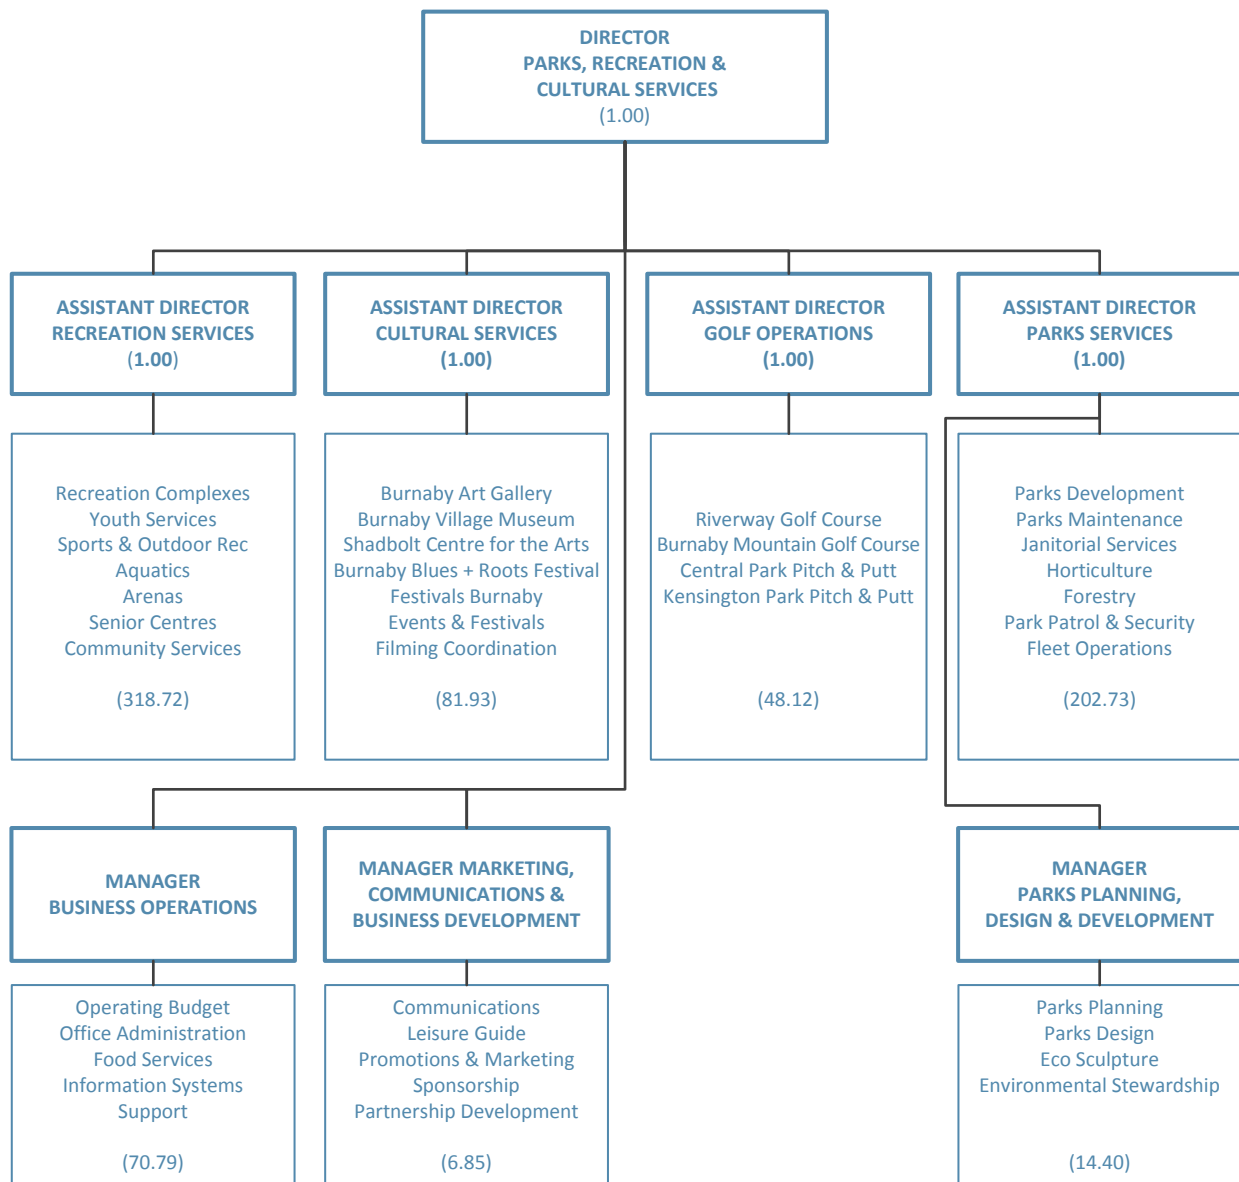 DIRECTOR
PARKS, RECREATION &
CULTURAL SERVICES
(1.00)
ASSISTANT DIRECTOR
RECREATION SERVICES
(1.00)
ASSISTANT DIRECTOR
CULTURAL SERVICES
(1.00)
ASSISTANT DIRECTOR
GOLF OPERATIONS
(1.00)
ASSISTANT DIRECTOR
PARKS SERVICES
(1.00)
Recreation Complexes
Youth Services
Sports & Outdoor Rec
Aquatics
Arenas
Senior Centres
Community Services
(318.72)
Burnaby Art Gallery
Burnaby Village Museum
Shadbolt Centre for the Arts
Burnaby Blues + Roots Festival
Festivals Burnaby
Events & Festivals
Filming Coordination
(81.93)
Riverway Golf Course
Burnaby Mountain Golf Course
Central Park Pitch & Putt
Kensington Park Pitch & Putt
(48.12)
Parks Development
Parks Maintenance
Janitorial Services
Horticulture
Forestry
Park Patrol & Security
Fleet Operations
(202.73)
MANAGER
BUSINESS OPERATIONS
MANAGER MARKETING,
COMMUNICATIONS &
BUSINESS DEVELOPMENT
MANAGER
PARKS PLANNING,
DESIGN & DEVELOPMENT
Operating Budget
Office Administration
Food Services
Information Systems
Support
(70.79)
Communications
Leisure Guide
Promotions & Marketing
Sponsorship
Partnership Development
(6.85)
Parks Planning
Parks Design
Eco Sculpture
Environmental Stewardship
(14.40)